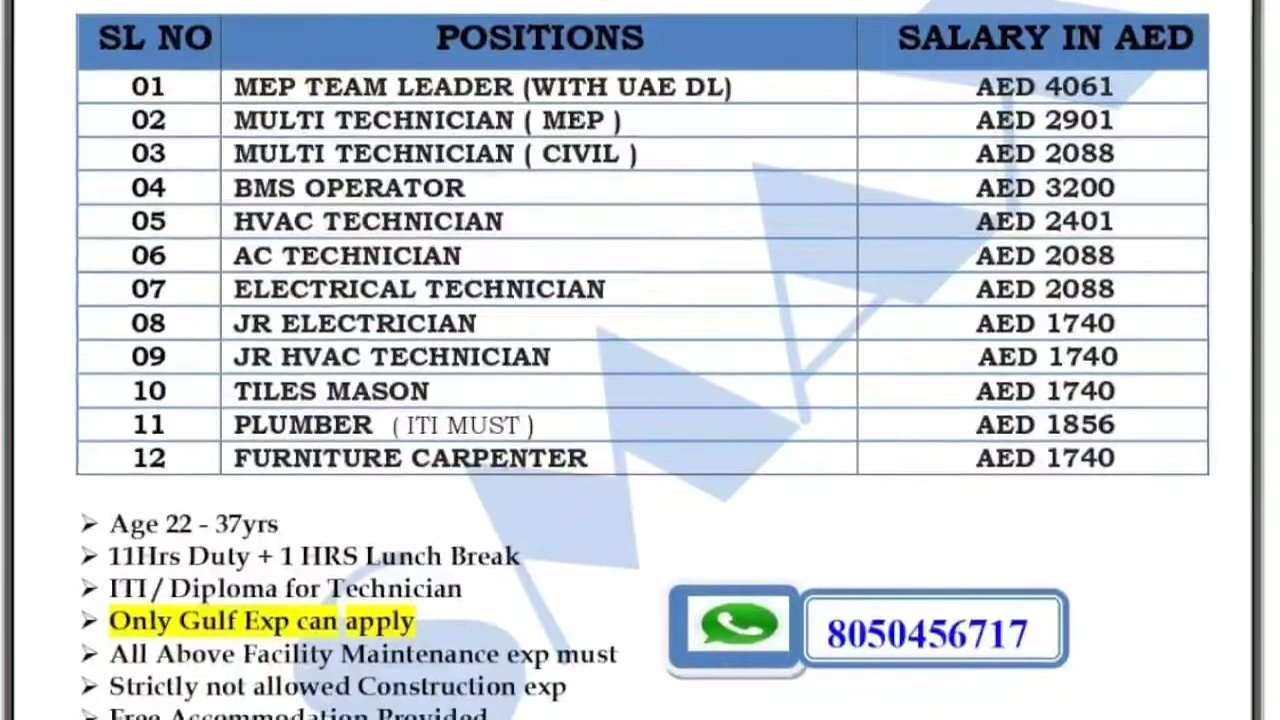 SL NO POSITIONS SALARY IN AED
01 MEP TEAM LEADER (WITH UAE DL) AED 4061
02 MULTI TECHNICIAN ( MEP ) AED 2901
03 MULTI TECHNICIAN ( CIVIL ) AED 2088
04 BMS OPERATOR AED 3200
05 HVAC TECHNICIAN AED 2401
06 AC TECHNICIAN AED 2088
07 ELECTRICAL TECHNICIAN AED 2088
08 JR ELECTRICIAN AED 1740
09 JR HVAC TECHNICIAN AED 1740
10 TILES MASON AED 1740
11 PLUMBER ( ITI MUST ) AED 1856
12 FURNITURE CARPENTER AED 1740
➢ Age 22 - 37yrs
➢ 11Hrs Duty + 1 HRS Lunch Break
➢ ITI / Diploma for Technician
➢ Only Gulf Exp can apply
8050456717
➢ All Above Facility Maintenance exp must
➢ Strictly not allowed Construction exp
➢ Free Accommodation Provided